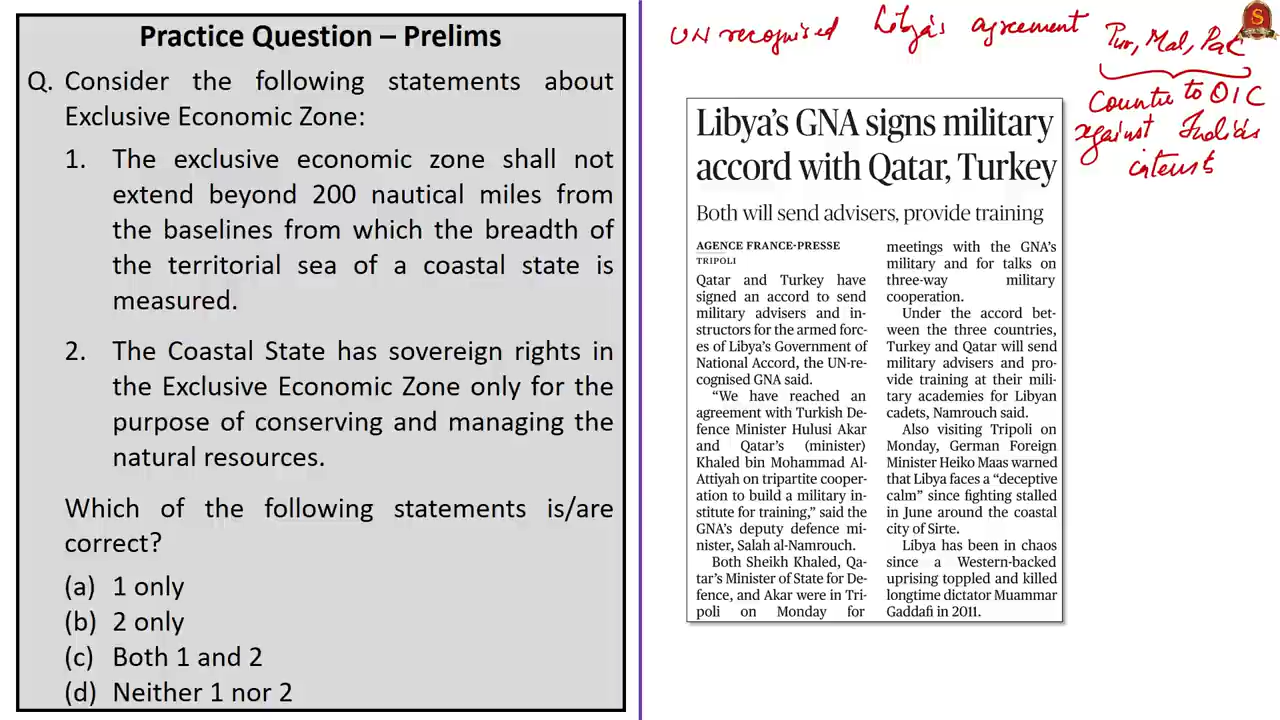 Practice Question – Prelims
Q. Consider the following statements about
Exclusive Economic Zone:
1. The exclusive economic zone shall not
extend beyond 200 nautical miles from
the baselines from which the breadth of
the territorial sea of a coastal state is
measured.
2. The Coastal State has sovereign rights in
the Exclusive Economic Zone only for the
purpose of conserving and managing the
natural resources.
Which of the following statements is/are
correct?
(a) 1 only
(b) 2 only
(c) Both 1 and 2
(d) Neither 1 nor 2
UN recognised Libya's agreement
Mal, Pak
Counter to OIC
against India's
interests
Libya's GNA signs military
accord with Qatar, Turkey
Both will send advisers, provide training
AGENCE FRANCE-PRESSE
TRIPOLI
Qatar and Turkey have
signed an accord to send
military advisers and in-
structors for the armed forc-
es of Libya's Government of
National Accord, the UN-re-
cognised GNA said.
"We have reached an
agreement with Turkish De-
fence Minister Hulusi Akar
and Qatar's (minister)
Khaled bin Mohammad Al-
Attiyah on tripartite cooper-
ation to build a military in-
stitute for training," said the
GNA's deputy defence mi-
nister, Salah al-Namrouch.
Both Sheikh Khaled, Qa-
tar's Minister of State for De-
fence, and Akar were in Tri-
poli on Monday for
meetings with the GNA's
military and for talks on
three-way military
cooperation.
Under the accord bet-
ween the three countries,
Turkey and Qatar will send
military advisers and pro-
vide training at their mili-
tary academies for Libyan
cadets, Namrouch said.
Also visiting Tripoli on
Monday, German Foreign
Minister Heiko Maas warned
that Libya faces a "deceptive
calm" since fighting stalled
in June around the coastal
city of Sirte.
Libya has been in chaos
since a Western-backed
uprising toppled and killed
longtime dictator Muammar
Gaddafi in 2011.